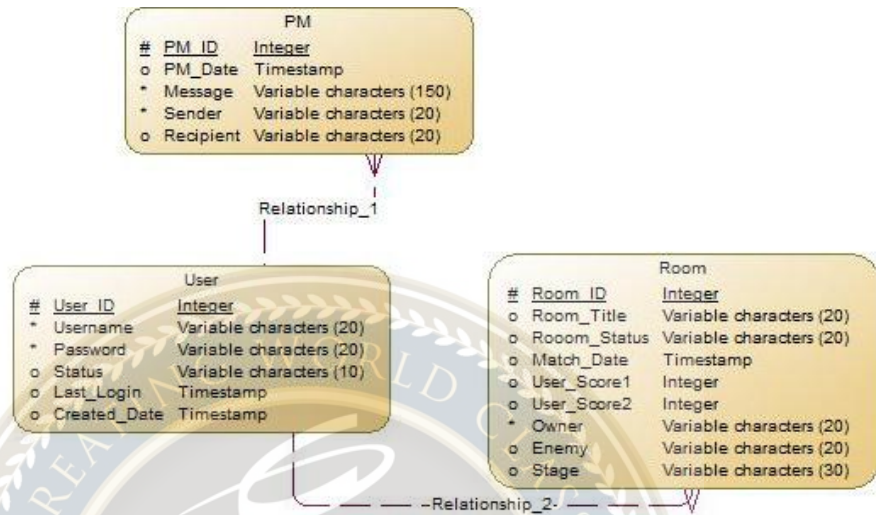 PM
# PM_ID Integer
o PM_Date Timestamp
* Message Variable characters (150)
* Sender Variable characters (20)
o Recipient Variable characters (20)
Relationship_1
User
# User_ID Integer
* Username Variable characters (20)
* Password Variable characters (20)
o Status Variable characters (10)
o Last_Login Timestamp
o Created_Date Timestamp
Room
# Room_ID Integer
o Room_Title Variable characters (20)
o Rooom_Status Variable characters (20)
o Match_Date Timestamp
o User_Score1 Integer
o User_Score2 Integer
* Owner Variable characters (20)
o Enemy Variable characters (20)
o Stage Variable characters (30)
Relationship_2
WORLD